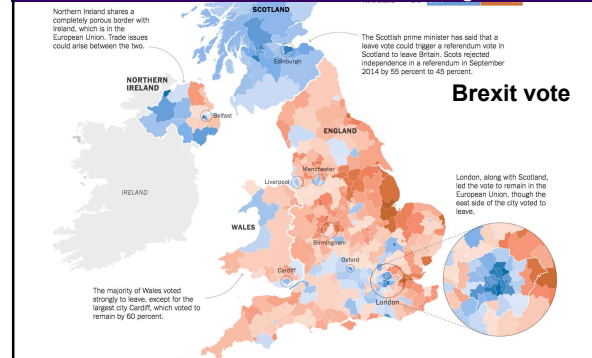 Northern Ireland shares a
completely porous border with
Ireland, which is in the
European Union. Trade issues
could arise between the two.
SCOTLAND
The Scottish prime minister has said that a
leave vote could trigger a referendum vote in
Scotland to leave Britain. Scots rejected
independence in a referendum in September
2014 by 55 percent to 45 percent.
Edinburgh
Brexit vote
NORTHERN
IRELAND
Belfast
ENGLAND
Manchester
Liverpool
IRELAND
London, along with Scotland,
led the vote to remain in the
European Union, though the
east side of the city voted to
leave.
WALES
Birmingham
Oxford
Cardiff
London
The majority of Wales voted
strongly to leave, except for the
largest city Cardiff, which voted to
remain by 60 percent.